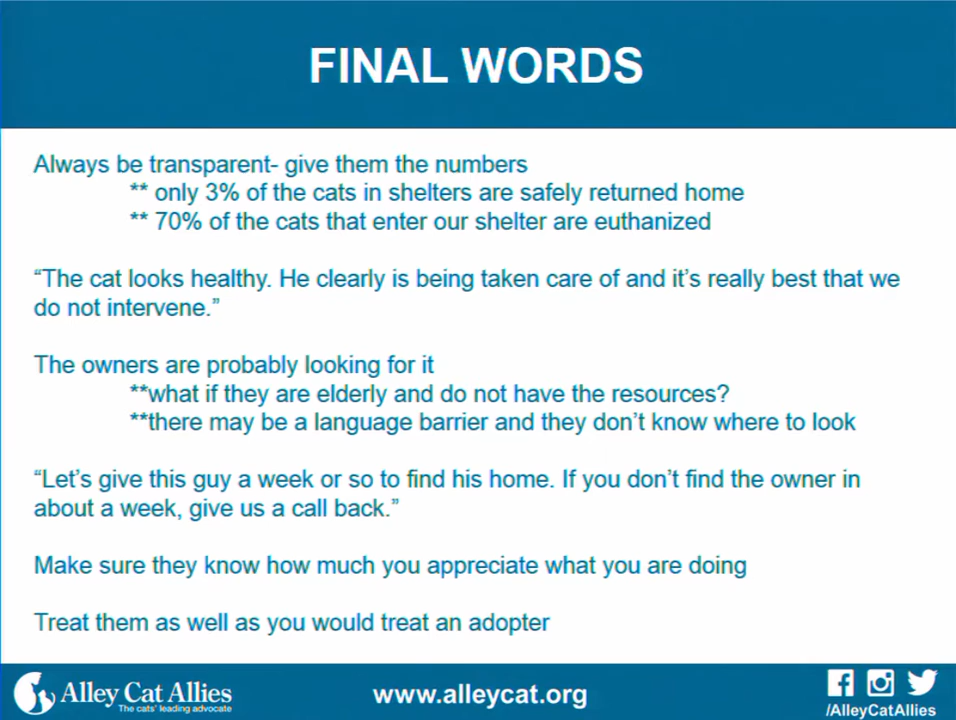 FINAL WORDS
Always be transparent- give them the numbers
** only 3% of the cats in shelters are safely returned home
** 70% of the cats that enter our shelter are euthanized
“The cat looks healthy. He clearly is being taken care of and it’s really best that we
do not intervene.”
The owners are probably looking for it
**what if they are elderly and do not have the resources?
**there may be a language barrier and they don’t know where to look
“Let’s give this guy a week or so to find his home. If you don’t find the owner in
about a week, give us a call back.”
Make sure they know how much you appreciate what you are doing
Treat them as well as you would treat an adopter
Alley Cat Allies
The cats’ leading advocate
www.alleycat.org
/AlleyCatAllies